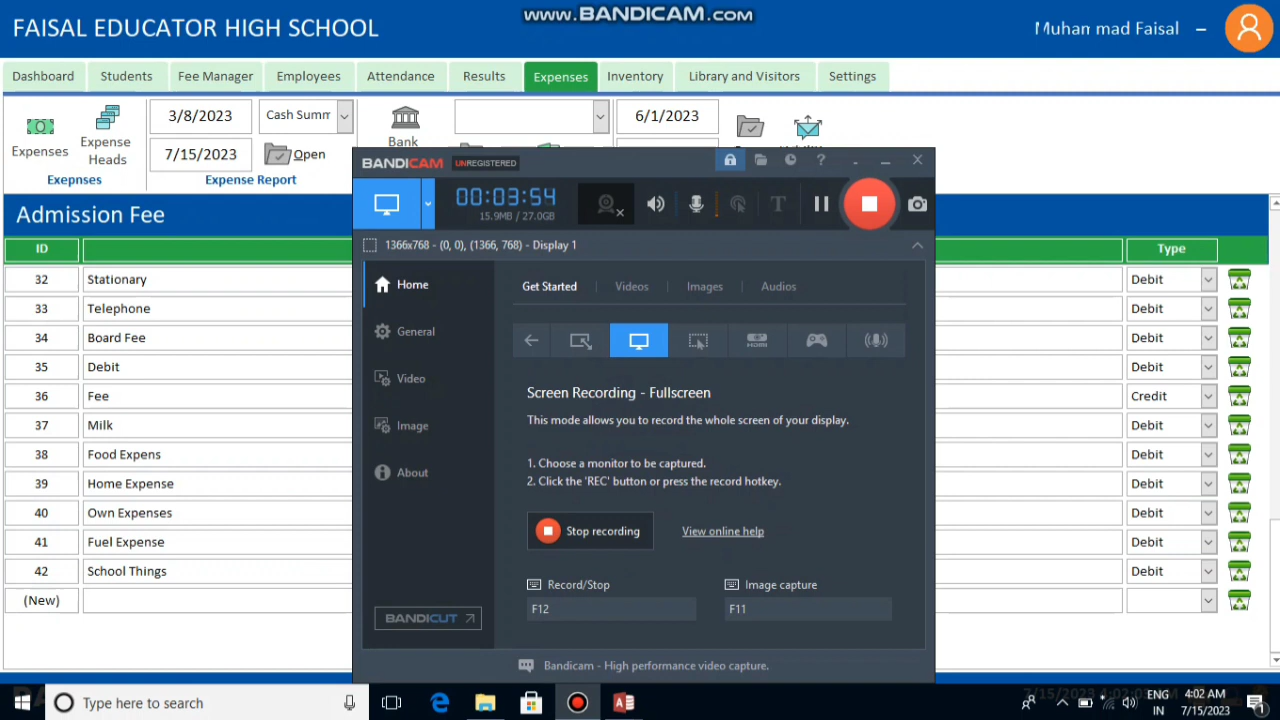 www.BANDICAM.com
FAISAL EDUCATOR HIGH SCHOOL
Muham mad Faisal
Dashboard Students Fee Manager Employees Attendance Results Expenses Inventory Library and Visitors Settings
3/8/2023 Cash Summ 6/1/2023
Expenses Expense Heads Bank
7/15/2023 Open
Exepnses Expense Report
Admission Fee
ID Type
32 Stationary Debit
33 Telephone Debit
34 Board Fee Debit
35 Debit Debit
36 Fee Credit
37 Milk Debit
38 Food Expens Debit
39 Home Expense Debit
40 Own Expenses Debit
41 Fuel Expense Debit
42 School Things Debit
(New)
BANDICAM UNREGISTERED
00:03:54
15.9MB / 27.0GB
1366x768 - (0, 0), (1366, 768) - Display 1
Home
General
Video
Image
About
BANDICUT
Get Started Videos Images Audios
HDMI
Screen Recording - Fullscreen
This mode allows you to record the whole screen of your display.
1. Choose a monitor to be captured.
2. Click the 'REC' button or press the record hotkey.
Stop recording View online help
Record/Stop Image capture
F12 F11
Bandicam - High performance video capture.
Type here to search
ENG
IN
4:02 AM
7/15/2023